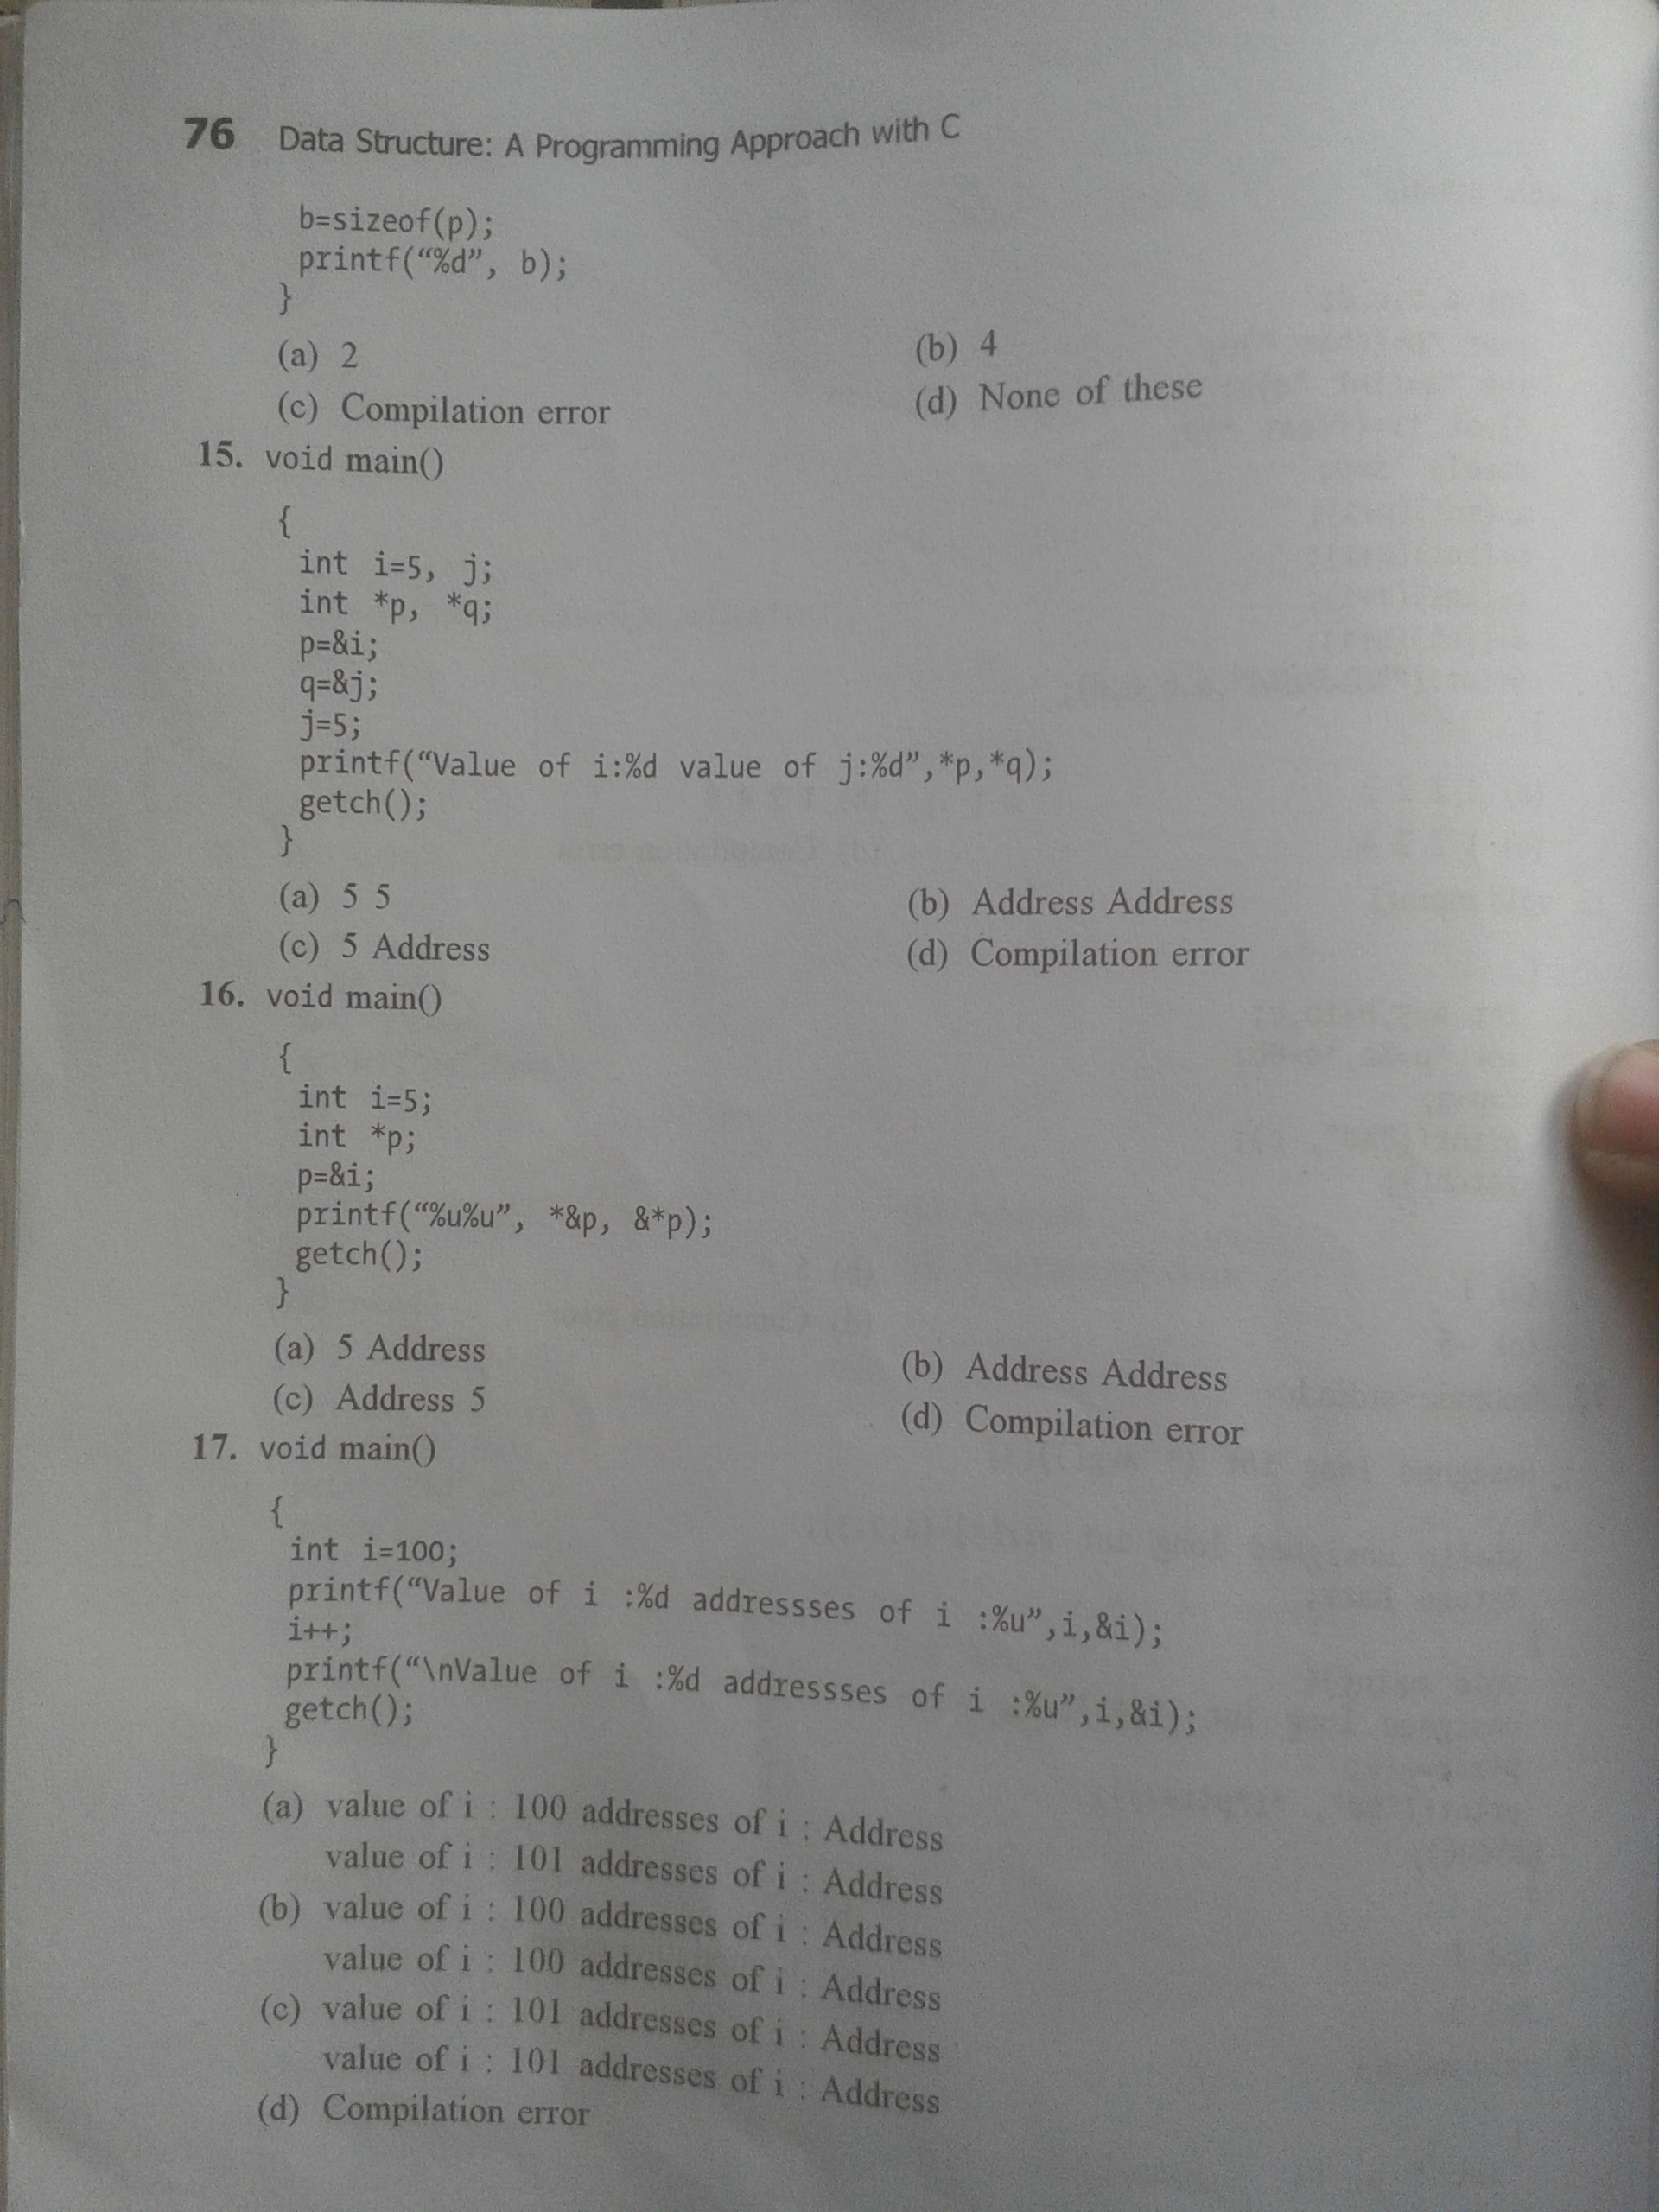 76 Data Structure: A Programming Approach with C
b=sizeof(p);
printf(“%d”, b);
}
(a) 2 (b) 4
(c) Compilation error (d) None of these
15. void main()
{
int i=5, j;
int *p, *q;
p=&i;
q=&j;
j=5;
printf(“Value of i:%d value of j:%d”,*p,*q);
getch();
}
(a) 5 5 (b) Address Address
(c) 5 Address (d) Compilation error
16. void main()
{
int i=5;
int *p;
p=&i;
printf(“%u%u”, *&p, &*p);
getch();
}
(a) 5 Address (b) Address Address
(c) Address 5 (d) Compilation error
17. void main()
{
int i=100;
printf(“Value of i :%d addressses of i :%u”,i,&i);
i++;
printf(“\nValue of i :%d addressses of i :%u”,i,&i);
getch();
}
(a) value of i : 100 addresses of i : Address
value of i : 101 addresses of i : Address
(b) value of i : 100 addresses of i : Address
value of i : 100 addresses of i : Address
(c) value of i : 101 addresses of i : Address
value of i : 101 addresses of i : Address
(d) Compilation error